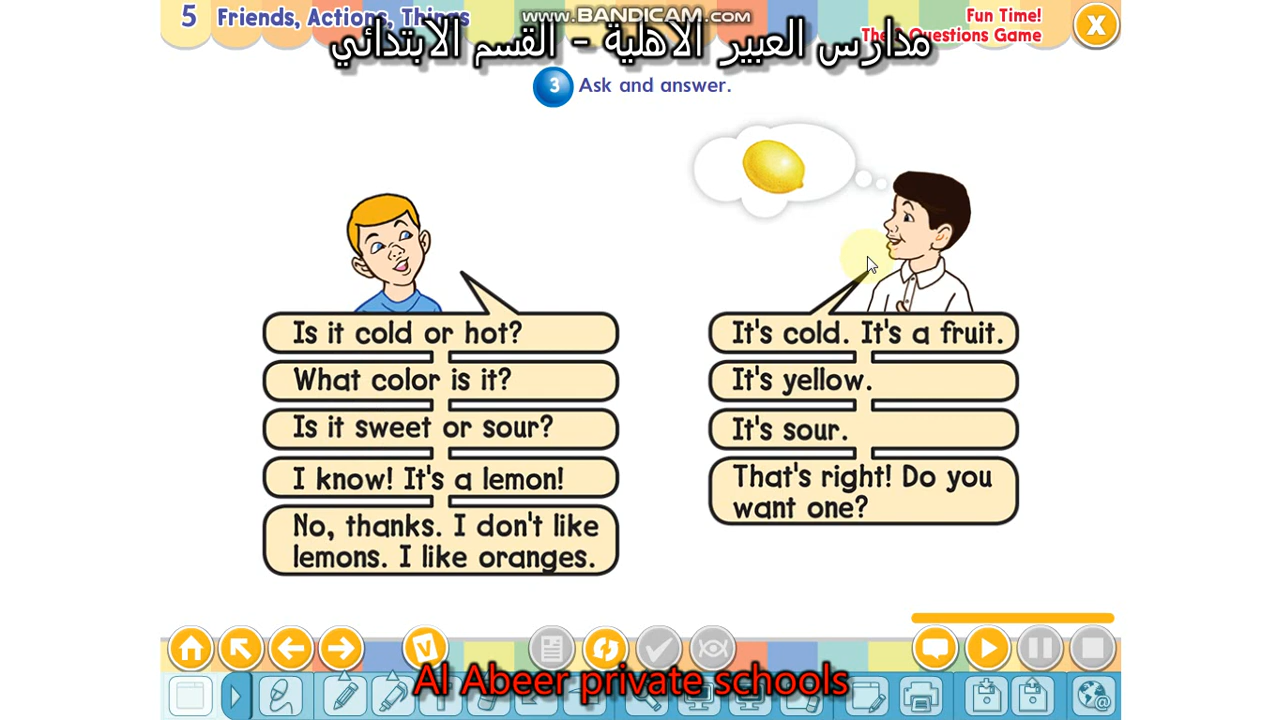 5 Friends, Actions, Things
www.BANDICAM.com
Fun Time!
The Questions Game
مدارس العبير الاهلية - القسم الابتدائي
3 Ask and answer.
Is it cold or hot?
What color is it?
Is it sweet or sour?
I know! It's a lemon!
No, thanks. I don't like
lemons. I like oranges.
It's cold. It's a fruit.
It's yellow.
It's sour.
That's right! Do you
want one?
X
V
Al Abeer private schools